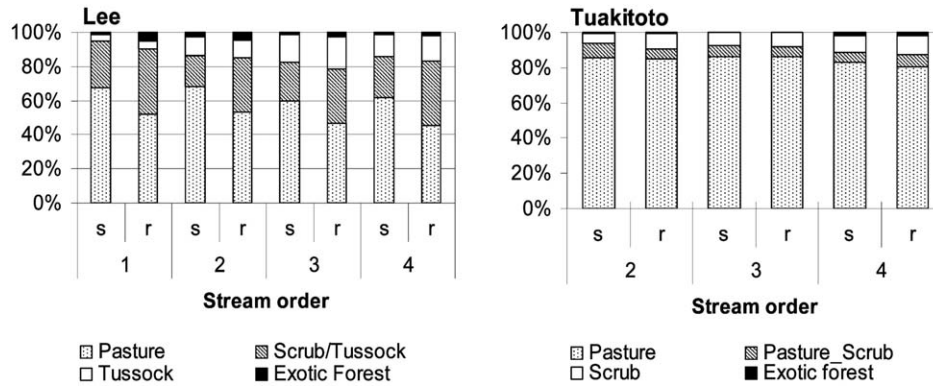 Lee
100%
80%
60%
40%
20%
0%
s r s r s r s r
1 2 3 4
Stream order
Pasture Scrub/Tussock
Tussock Exotic Forest
Tuakitoto
100%
80%
60%
40%
20%
0%
s r s r s r
2 3 4
Stream order
Pasture Pasture_Scrub
Scrub Exotic forest